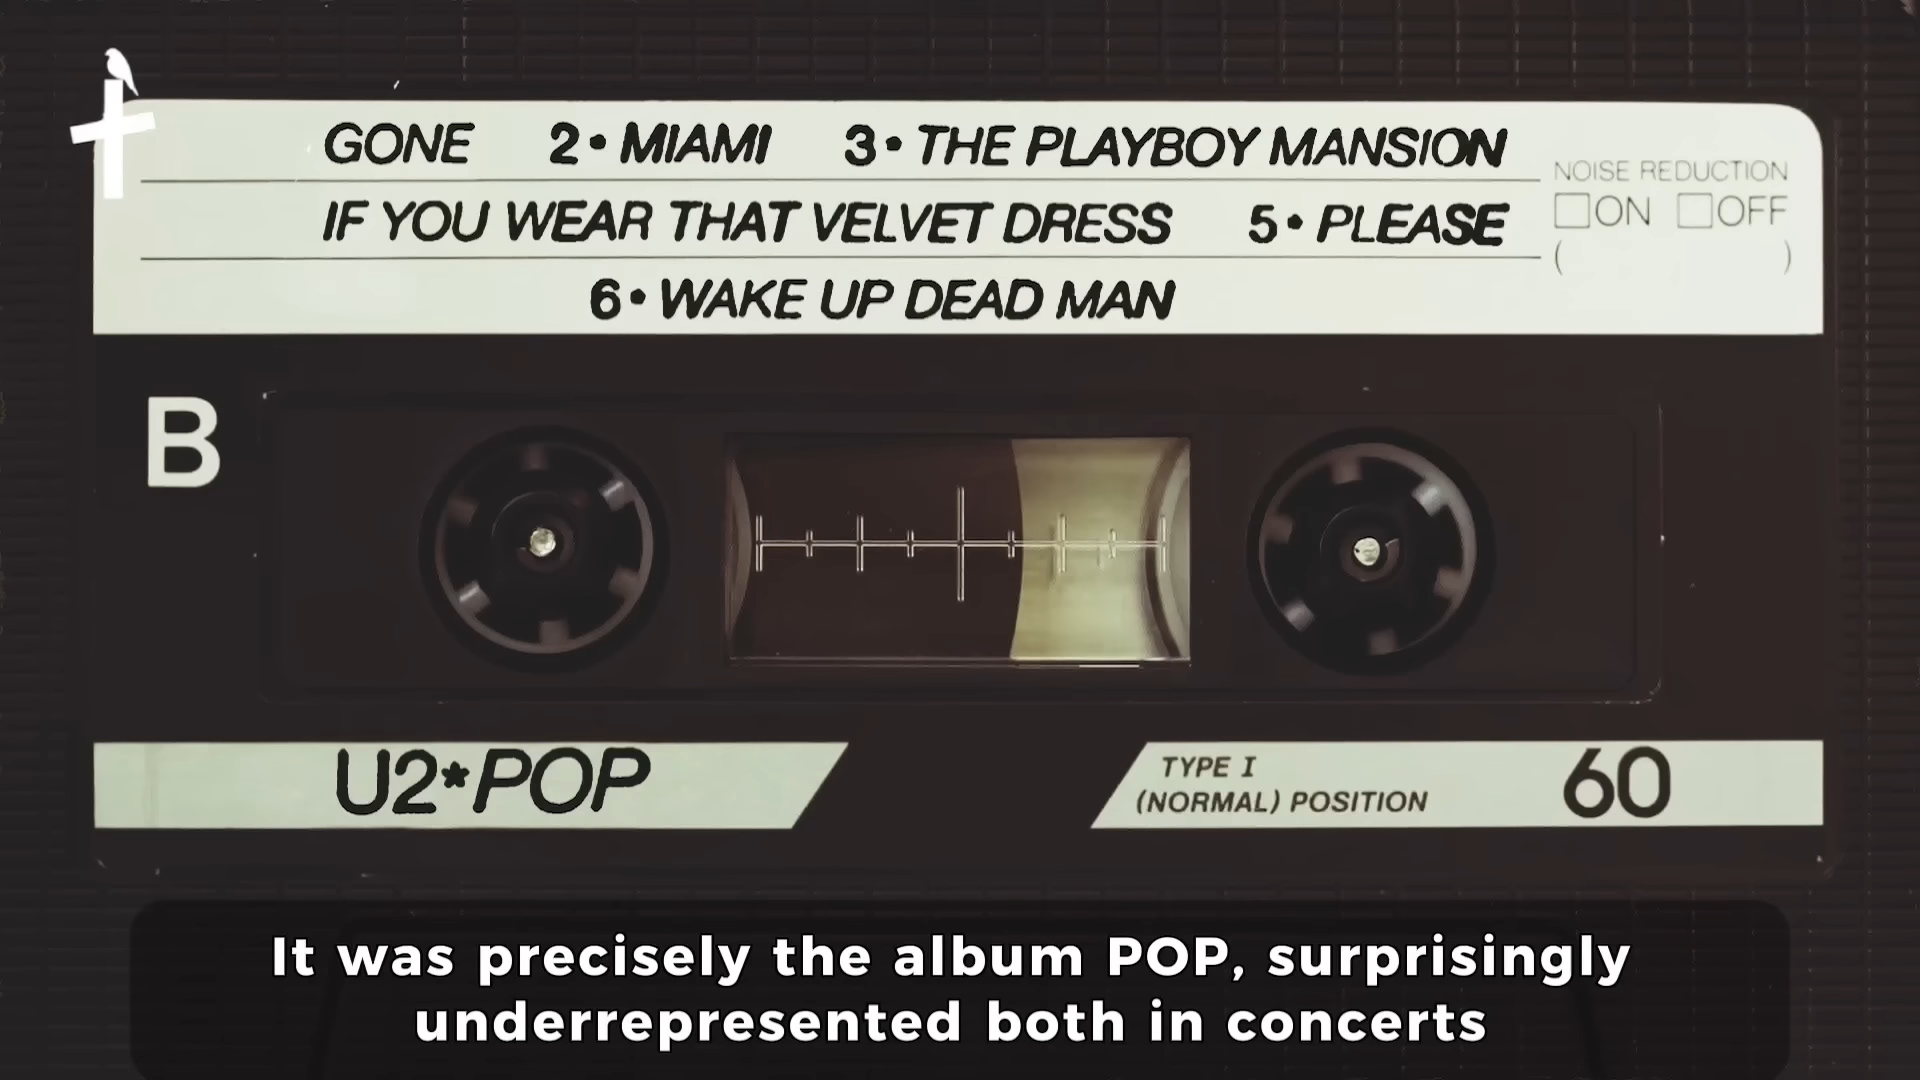 GONE 2• MIAMI 3• THE PLAYBOY MANSION
IF YOU WEAR THAT VELVET DRESS 5• PLEASE
6• WAKE UP DEAD MAN
NOISE REDUCTION
ON OFF
( )
B
U2*POP
TYPE I
(NORMAL) POSITION
60
It was precisely the album POP, surprisingly
underrepresented both in concerts